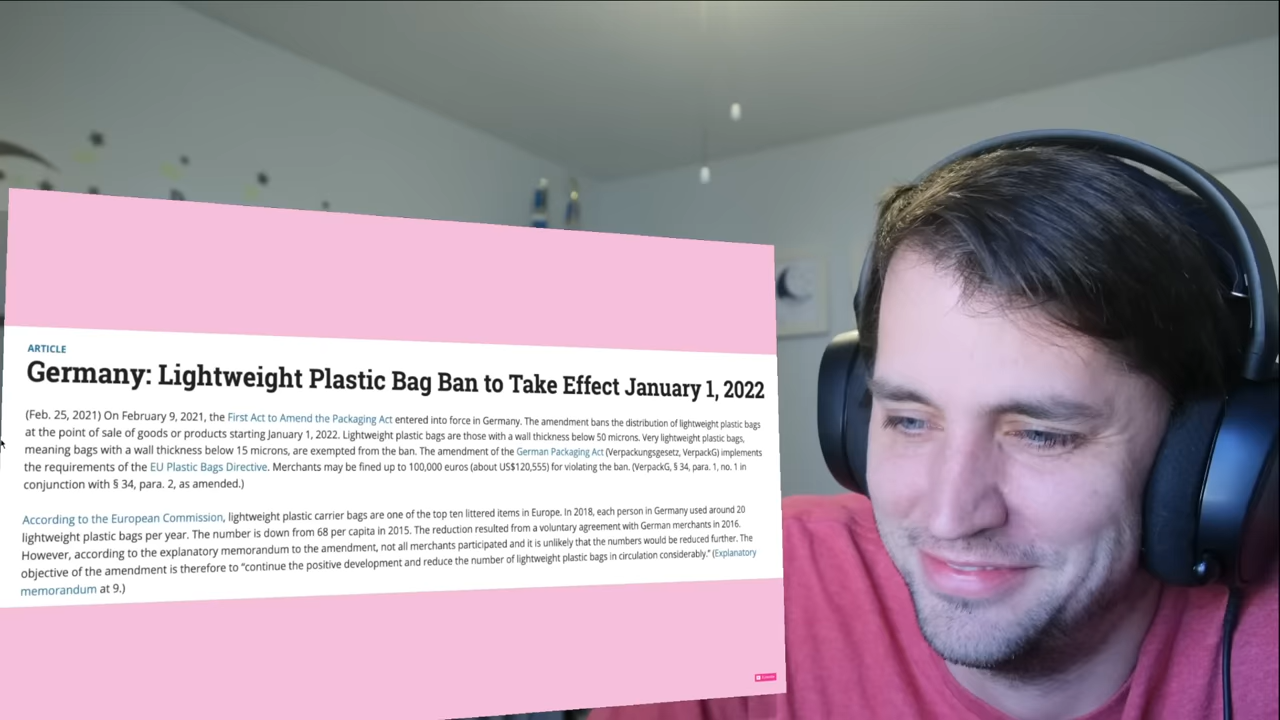 ARTICLE
Germany: Lightweight Plastic Bag Ban to Take Effect January 1, 2022
(Feb. 25, 2021) On February 9, 2021, the First Act to Amend the Packaging Act entered into force in Germany. The amendment bans the distribution of lightweight plastic bags
at the point of sale of goods or products starting January 1, 2022. Lightweight plastic bags are those with a wall thickness below 50 microns. Very lightweight plastic bags,
meaning bags with a wall thickness below 15 microns, are exempted from the ban. The amendment of the German Packaging Act (Verpackungsgesetz, VerpackG) implements
the requirements of the EU Plastic Bags Directive. Merchants may be fined up to 100,000 euros (about US$120,555) for violating the ban. (VerpackG, § 34, para. 1, no. 1 in
conjunction with § 34, para. 2, as amended.)
According to the European Commission, lightweight plastic carrier bags are one of the top ten littered items in Europe. In 2018, each person in Germany used around 20
lightweight plastic bags per year. The number is down from 68 per capita in 2015. The reduction resulted from a voluntary agreement with German merchants in 2016.
However, according to the explanatory memorandum to the amendment, not all merchants participated and it is unlikely that the numbers would be reduced further. The
objective of the amendment is therefore to “continue the positive development and reduce the number of lightweight plastic bags in circulation considerably.” (Explanatory
memorandum at 9.)